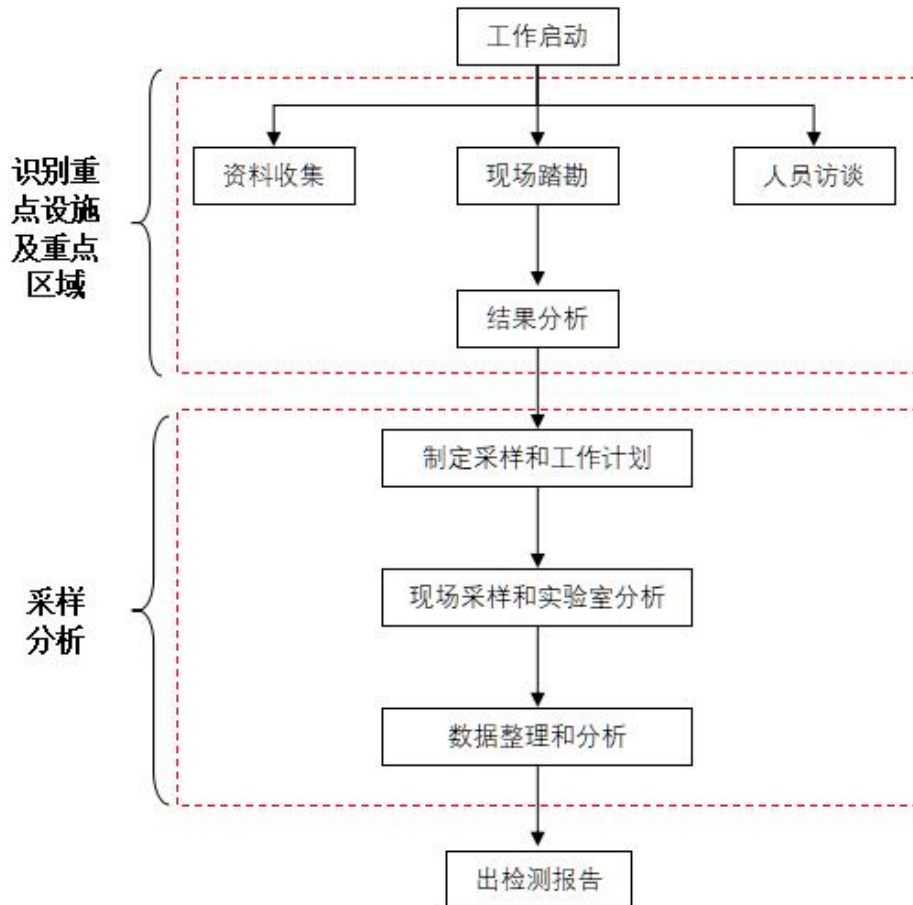 工作启动
识别重
点设施
及重点
区域
资料收集
现场踏勘
人员访谈
结果分析
采样
分析
制定采样和工作计划
现场采样和实验室分析
数据整理和分析
出检测报告